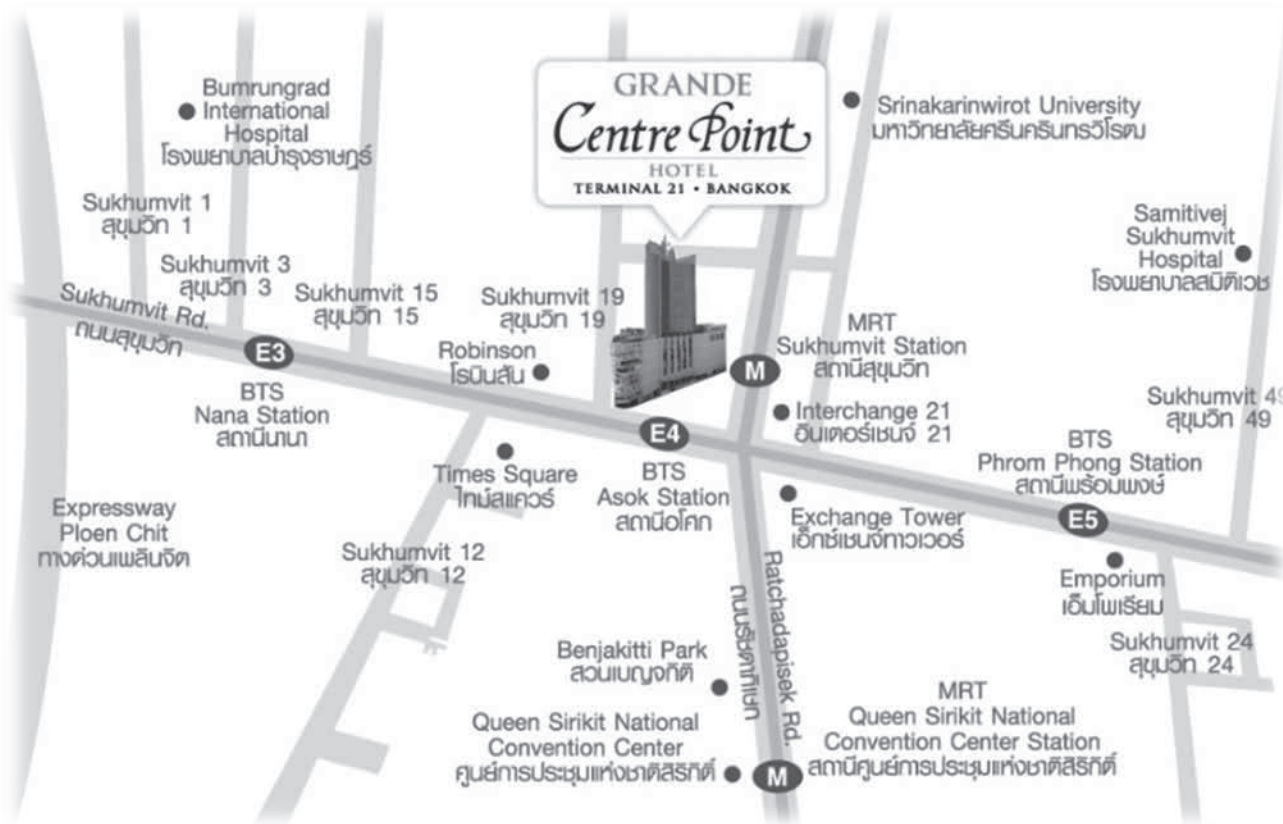 GRANDE
Centre Point
HOTEL
TERMINAL 21 • BANGKOK
Bumrungrad
International
Hospital
โรงพยาบาลบำรุงราษฎร์
Srinakarinwirot University
มหาวิทยาลัยศรีนครินทรวิโรฒ
Sukhumvit 1
สุขุมวิท 1
Samitivej
Sukhumvit
Hospital
โรงพยาบาลสมิติเวช
Sukhumvit 3
สุขุมวิท 3
Sukhumvit 15
สุขุมวิท 15
Sukhumvit 19
สุขุมวิท 19
Sukhumvit Rd.
ถนนสุขุมวิท
MRT
Sukhumvit Station
สถานีสุขุมวิท
M
Robinson
โรบินสัน
E3
BTS
Nana Station
สถานีนานา
Interchange 21
อินเตอร์เชนจ์ 21
Sukhumvit 49
สุขุมวิท 49
E4
BTS
Asok Station
สถานีอโศก
Times Square
ไทม์สแควร์
BTS
Phrom Phong Station
สถานีพร้อมพงษ์
E5
Expressway
Ploen Chit
ทางด่วนเพลินจิต
Exchange Tower
เอ็กซ์เชนจ์ทาวเวอร์
Sukhumvit 12
สุขุมวิท 12
Emporium
เอ็มโพเรียม
Ratchadapisek Rd.
ถนนรัชดาภิเษก
Sukhumvit 24
สุขุมวิท 24
Benjakitti Park
สวนเบญจกิติ
Queen Sirikit National
Convention Center
ศูนย์การประชุมแห่งชาติสิริกิติ์
M
MRT
Queen Sirikit National
Convention Center Station
สถานีศูนย์การประชุมแห่งชาติสิริกิติ์